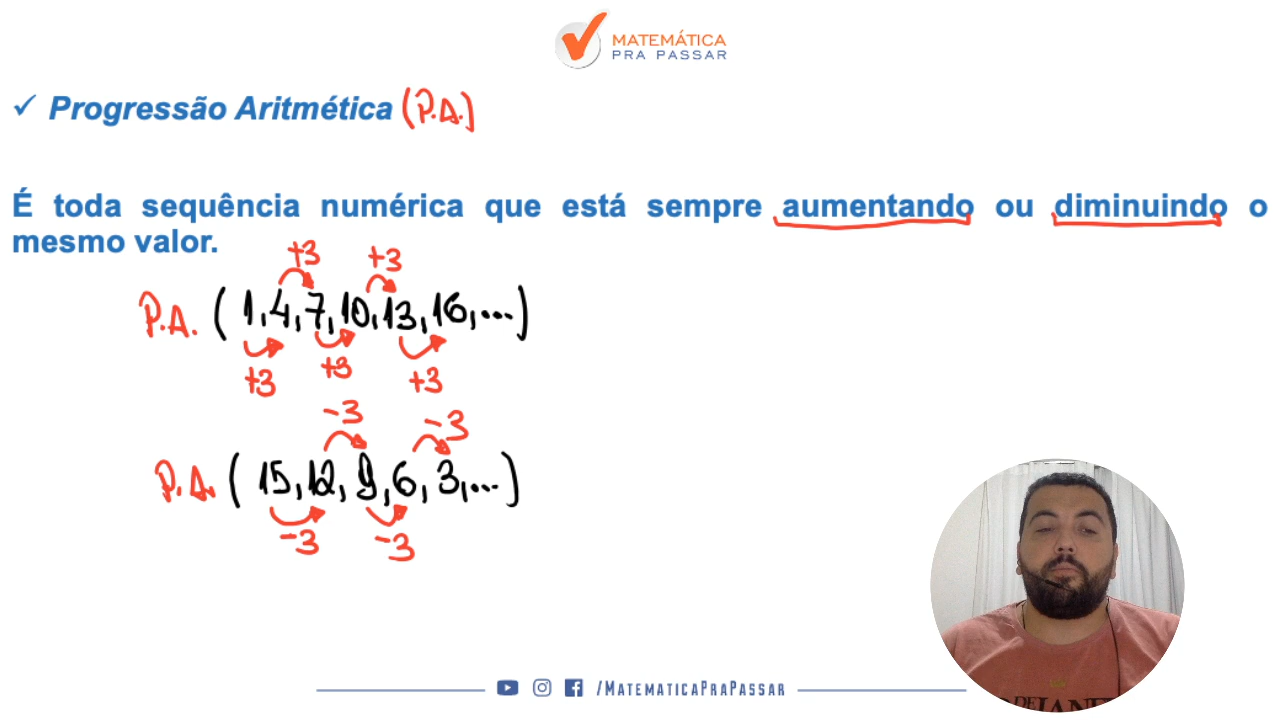 MATEMÁTICA
PRA PASSAR
✓ Progressão Aritmética (P.A.)
É toda sequência numérica que está sempre aumentando ou diminuindo o
mesmo valor.
+3 +3
P.A. (1, 4, 7, 10, 13, 16, ...)
+3 +3 +3
-3 -3
P.A. (15, 12, 9, 6, 3, ...)
-3 -3
/MATEMATICAPRAPASSAR